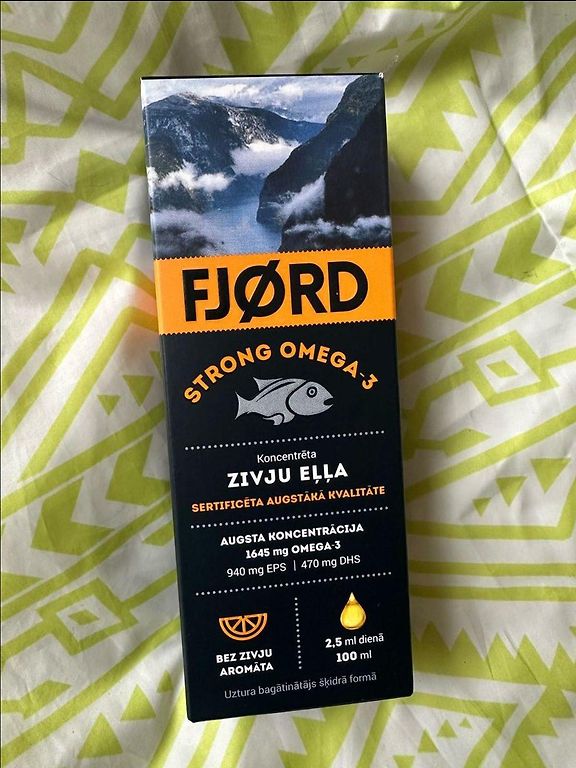 FJØRD
STRONG OMEGA-3
Koncentrēta
ZIVJU EĻĻA
SERTIFICĒTA AUGSTĀKĀ KVALITĀTE
AUGSTA KONCENTRĀCIJA
1645 mg OMEGA-3
940 mg EPS | 470 mg DHS
BEZ ZIVJU
AROMĀTA
2,5 ml dienā
100 ml
Uztura bagātinātājs šķidrā formā